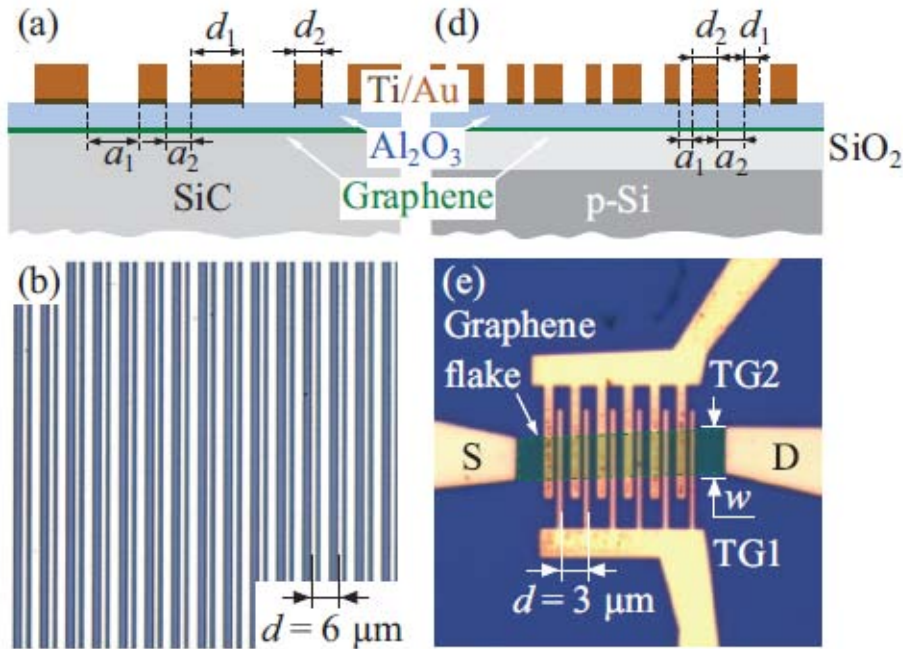 (a)
d₁
d₂
(d)
d₂
d₁
Ti/Au
a₁
a₂
Al₂O₃
a₁
a₂
SiO₂
SiC
Graphene
p-Si
(b)
d = 6 μm
(e)
Graphene
flake
TG2
S
D
w
TG1
d = 3 μm